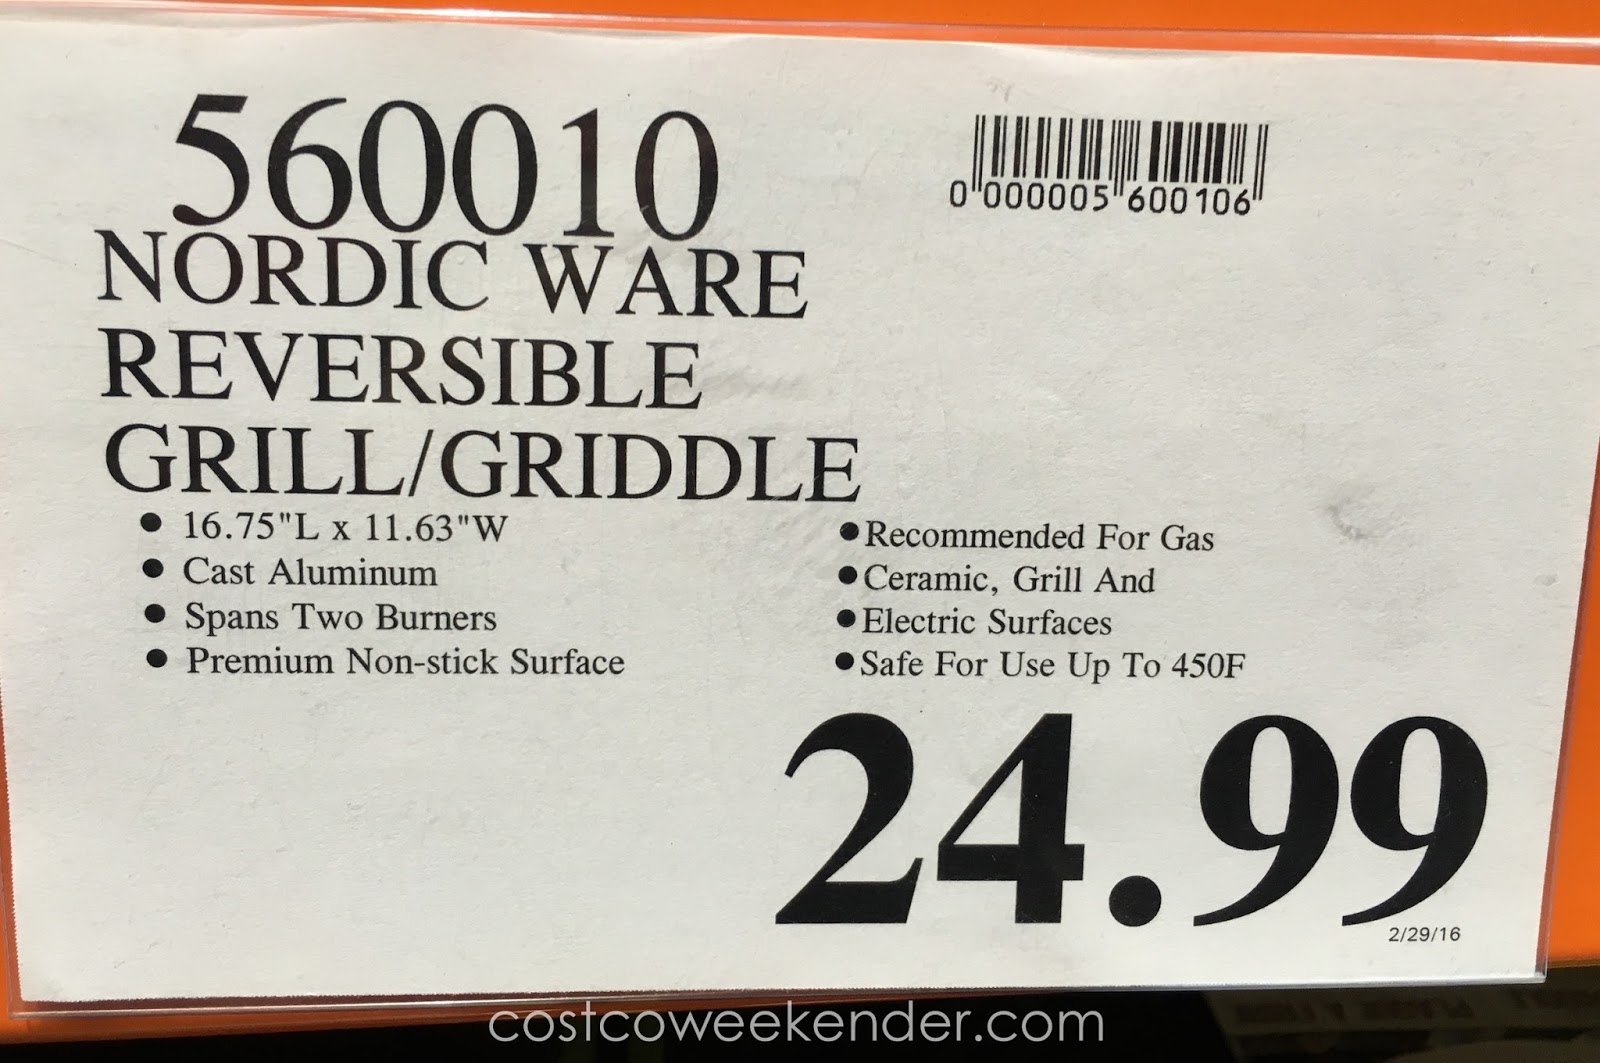 560010
0 000005 600106
NORDIC WARE
REVERSIBLE
GRILL/GRIDDLE
● 16.75"L x 11.63"W
● Cast Aluminum
● Spans Two Burners
● Premium Non-stick Surface
● Recommended For Gas
● Ceramic, Grill And
● Electric Surfaces
● Safe For Use Up To 450F
24.99
2/29/16
costcoweekender.com